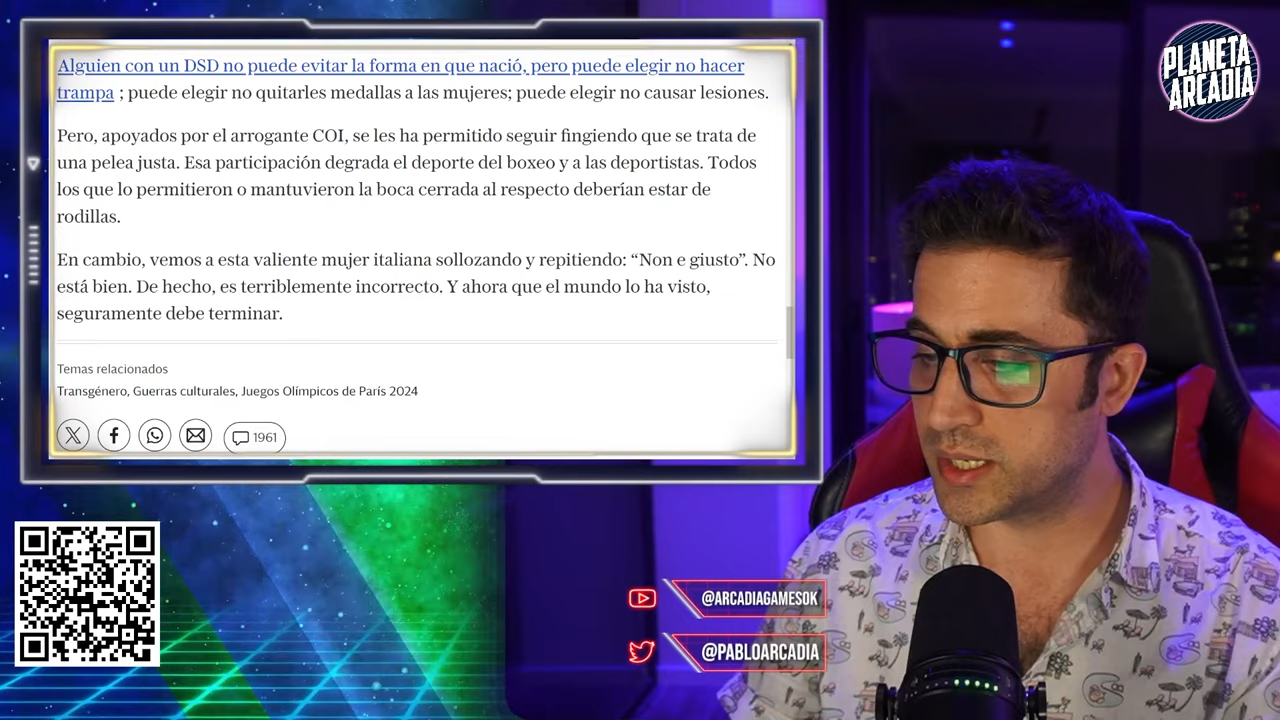 Alguien con un DSD no puede evitar la forma en que nació, pero puede elegir no hacer
trampa ; puede elegir no quitarles medallas a las mujeres; puede elegir no causar lesiones.
Pero, apoyados por el arrogante COI, se les ha permitido seguir fingiendo que se trata de
una pelea justa. Esa participación degrada el deporte del boxeo y a las deportistas. Todos
los que lo permitieron o mantuvieron la boca cerrada al respecto deberían estar de
rodillas.
En cambio, vemos a esta valiente mujer italiana sollozando y repitiendo: “Non e giusto”. No
está bien. De hecho, es terriblemente incorrecto. Y ahora que el mundo lo ha visto,
seguramente debe terminar.
Temas relacionados
Transgénero, Guerras culturales, Juegos Olímpicos de París 2024
1961
PLANETA
ARCADIA
@ARCADIAGAMESOK
@PABLOARCADIA